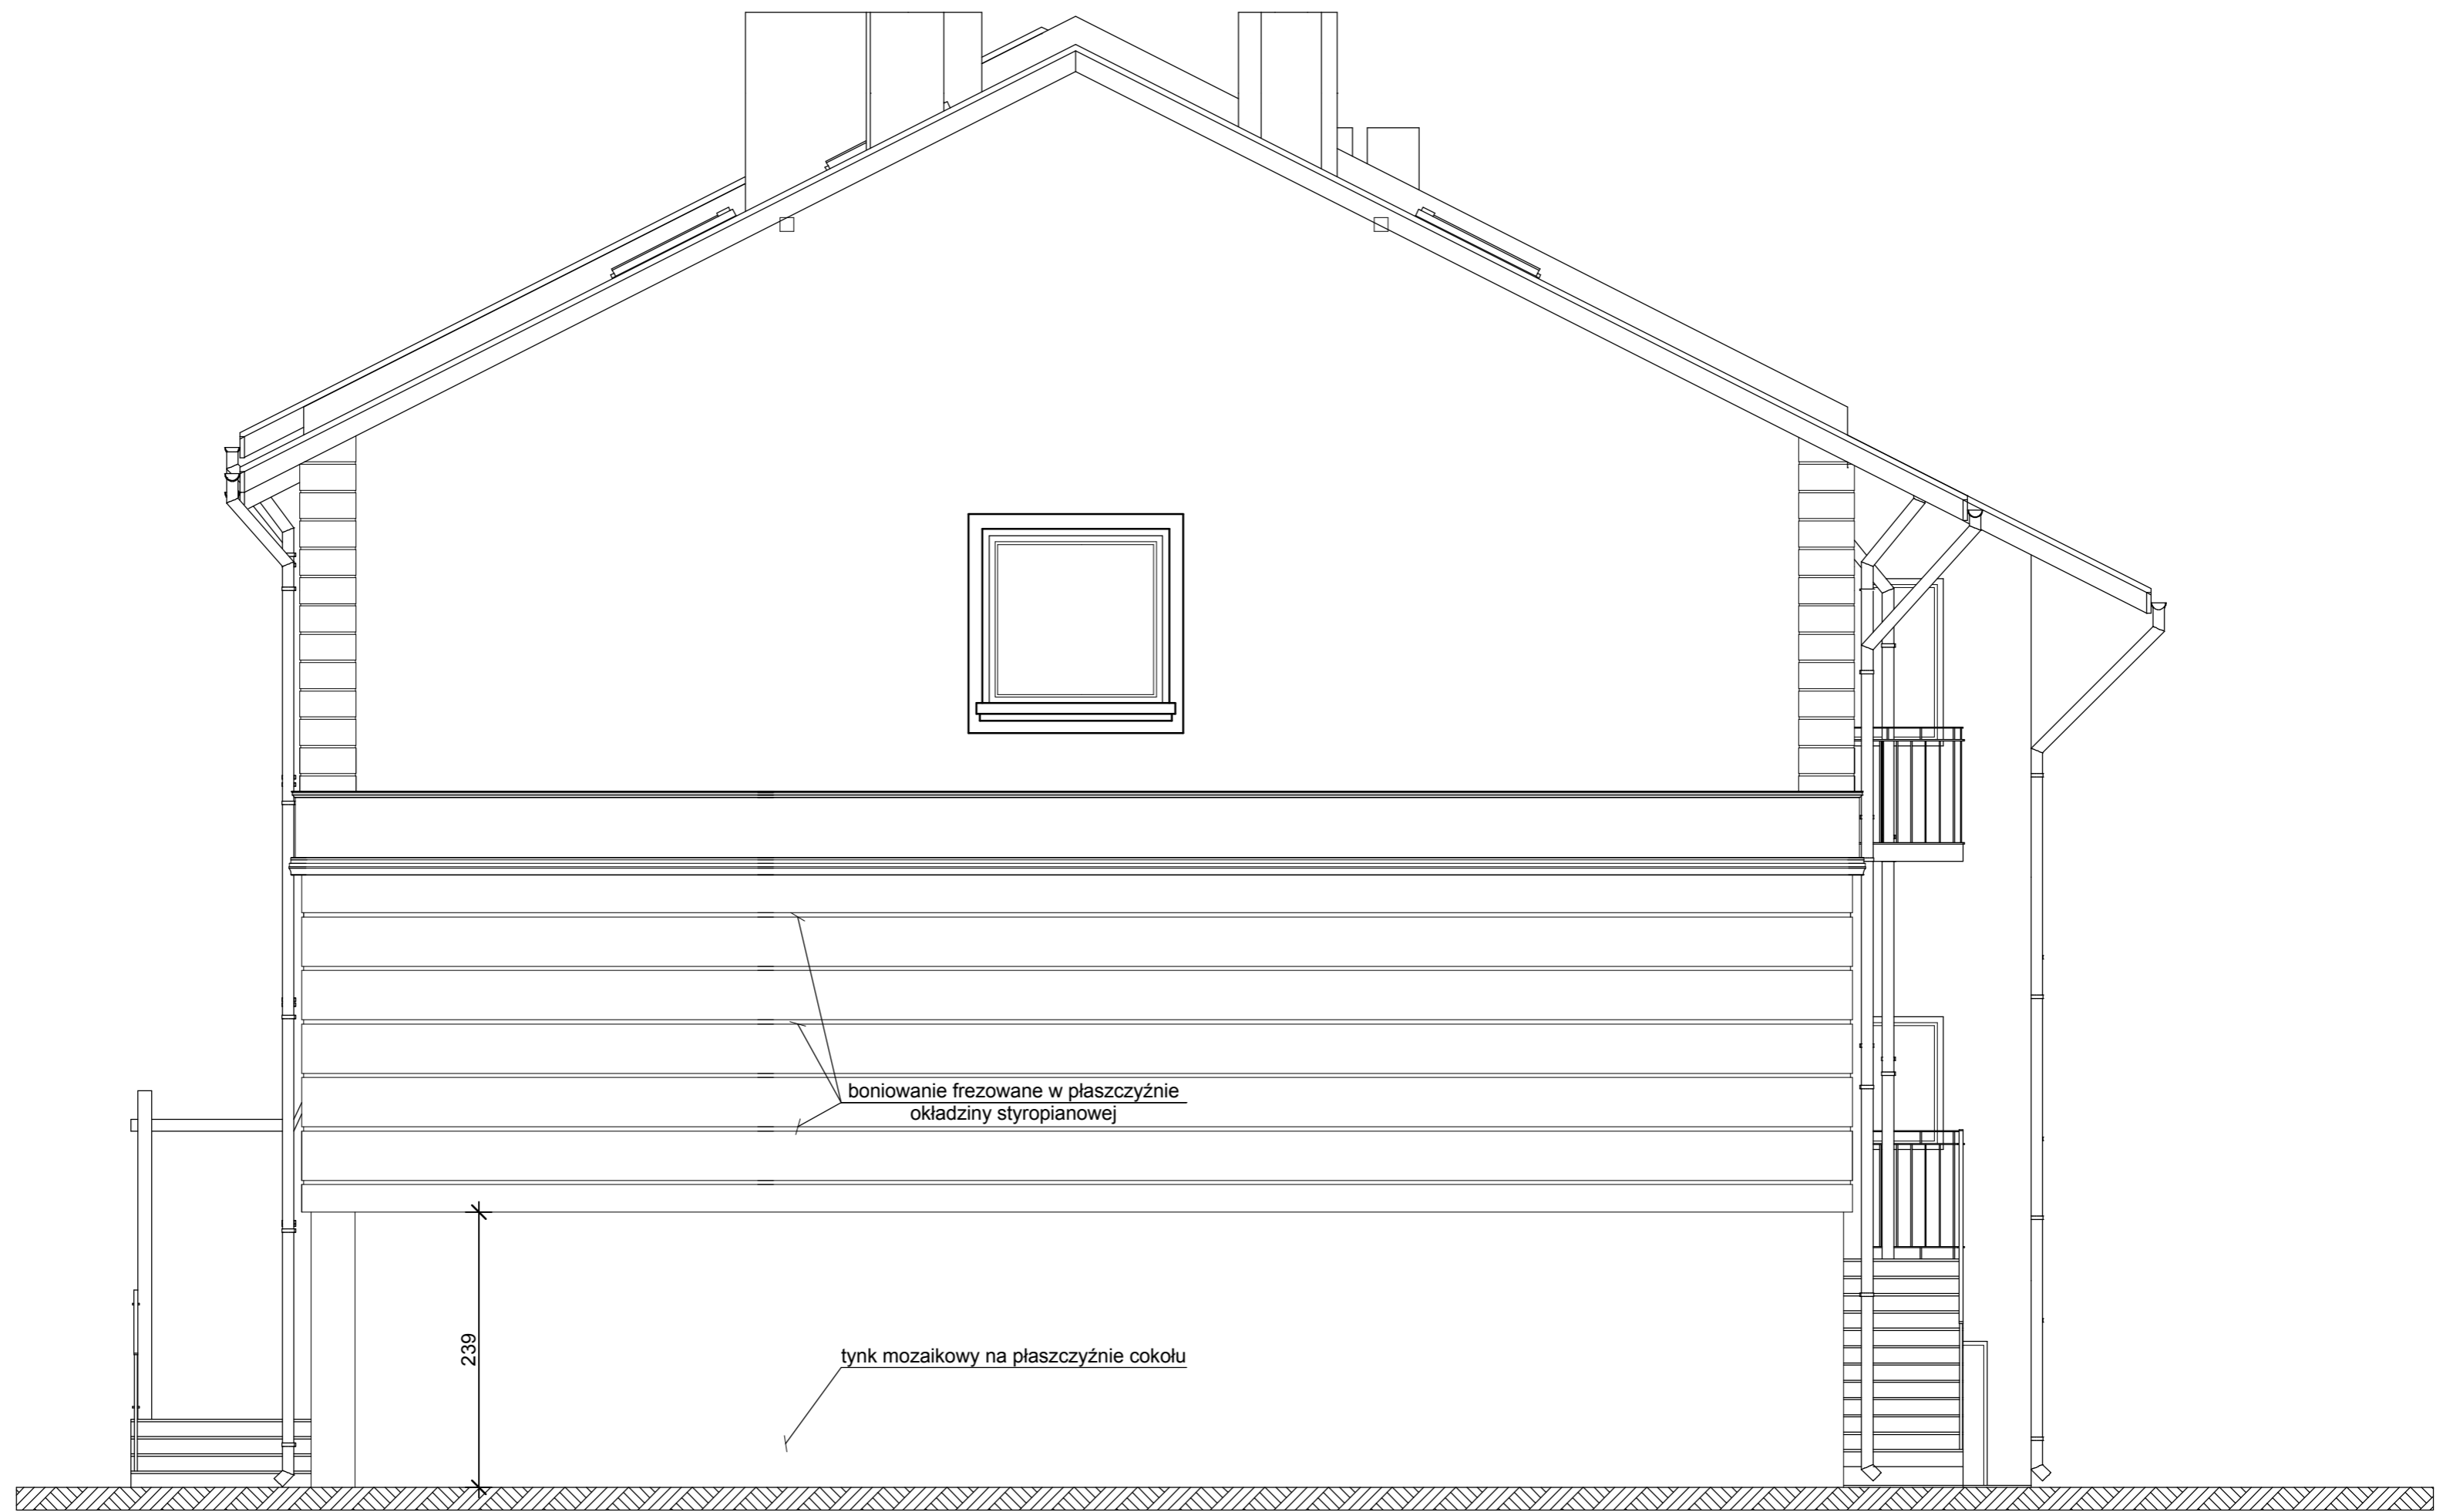 boniowanie frezowane w płaszczyźnie
okładziny styropianowej
239
tynk mozaikowy na płaszczyźnie cokołu